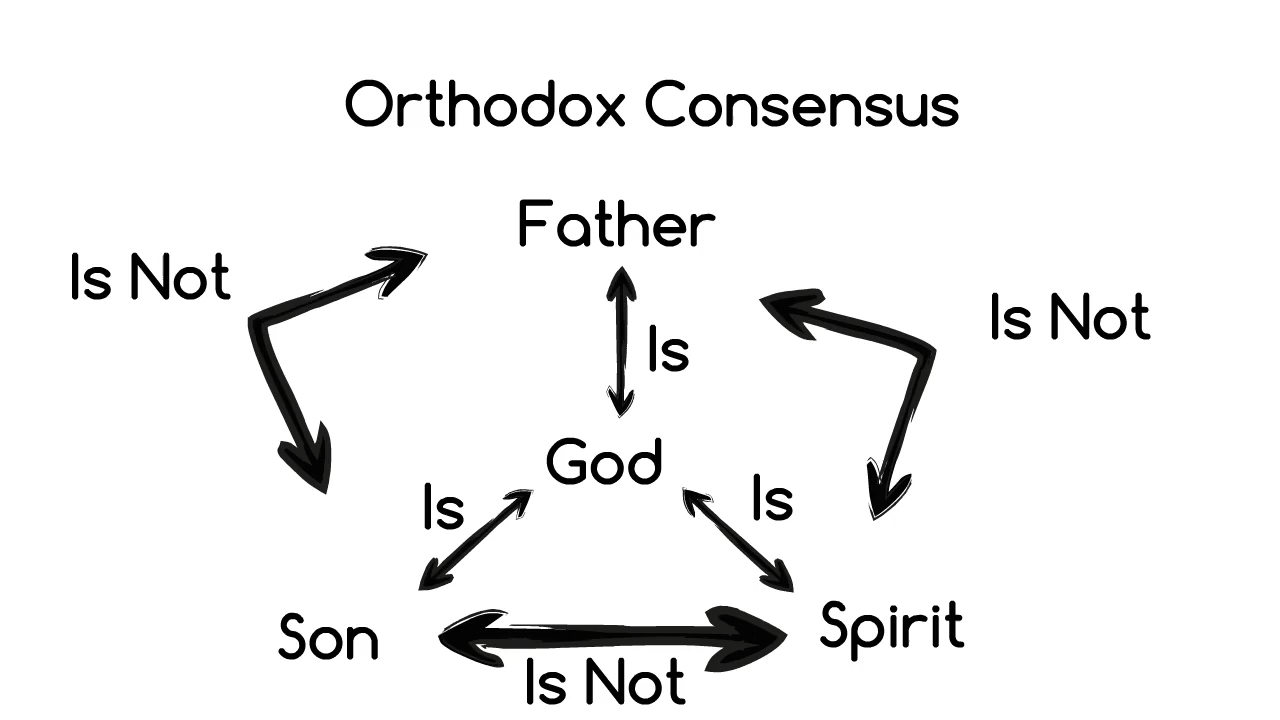 Orthodox Consensus
Father
Is Not
Is Not
Is
God
Is
Is
Son
Spirit
Is Not